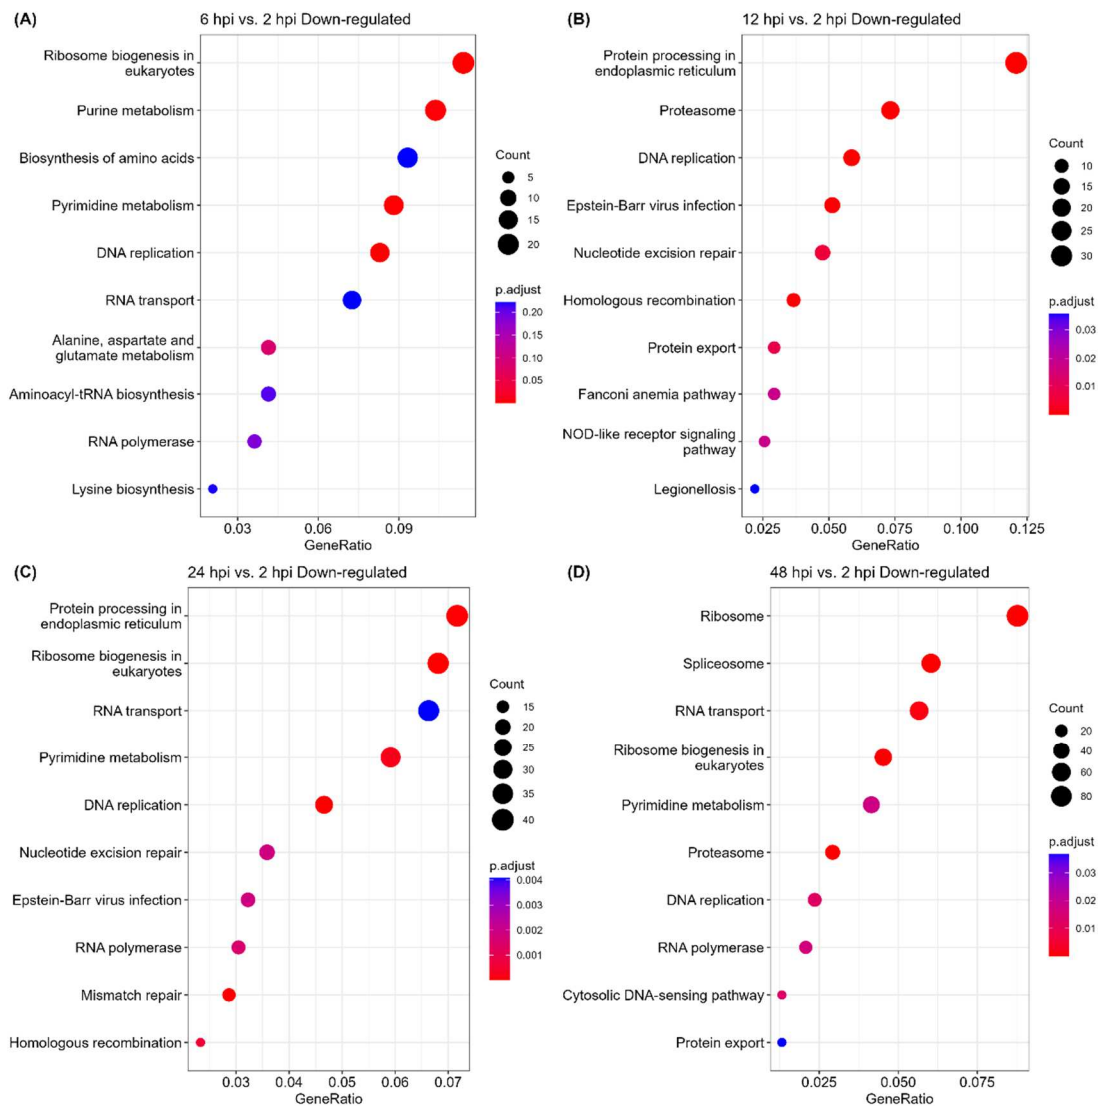 (A)
6 hpi vs. 2 hpi Down-regulated
Ribosome biogenesis in
eukaryotes
Purine metabolism
Biosynthesis of amino acids
Pyrimidine metabolism
DNA replication
RNA transport
Alanine, aspartate and
glutamate metabolism
Aminoacyl-tRNA biosynthesis
RNA polymerase
Lysine biosynthesis
0.03 0.06 0.09
GeneRatio
Count
5
10
15
20
p.adjust
0.20
0.15
0.10
0.05
(B)
12 hpi vs. 2 hpi Down-regulated
Protein processing in
endoplasmic reticulum
Proteasome
DNA replication
Epstein-Barr virus infection
Nucleotide excision repair
Homologous recombination
Protein export
Fanconi anemia pathway
NOD-like receptor signaling
pathway
Legionellosis
0.025 0.050 0.075 0.100 0.125
GeneRatio
Count
10
15
20
25
30
p.adjust
0.03
0.02
0.01
(C)
24 hpi vs. 2 hpi Down-regulated
Protein processing in
endoplasmic reticulum
Ribosome biogenesis in
eukaryotes
RNA transport
Pyrimidine metabolism
DNA replication
Nucleotide excision repair
Epstein-Barr virus infection
RNA polymerase
Mismatch repair
Homologous recombination
0.03 0.04 0.05 0.06 0.07
GeneRatio
Count
15
20
25
30
35
40
p.adjust
0.004
0.003
0.002
0.001
(D)
48 hpi vs. 2 hpi Down-regulated
Ribosome
Spliceosome
RNA transport
Ribosome biogenesis in
eukaryotes
Pyrimidine metabolism
Proteasome
DNA replication
RNA polymerase
Cytosolic DNA-sensing pathway
Protein export
0.025 0.050 0.075
GeneRatio
Count
20
40
60
80
p.adjust
0.03
0.02
0.01